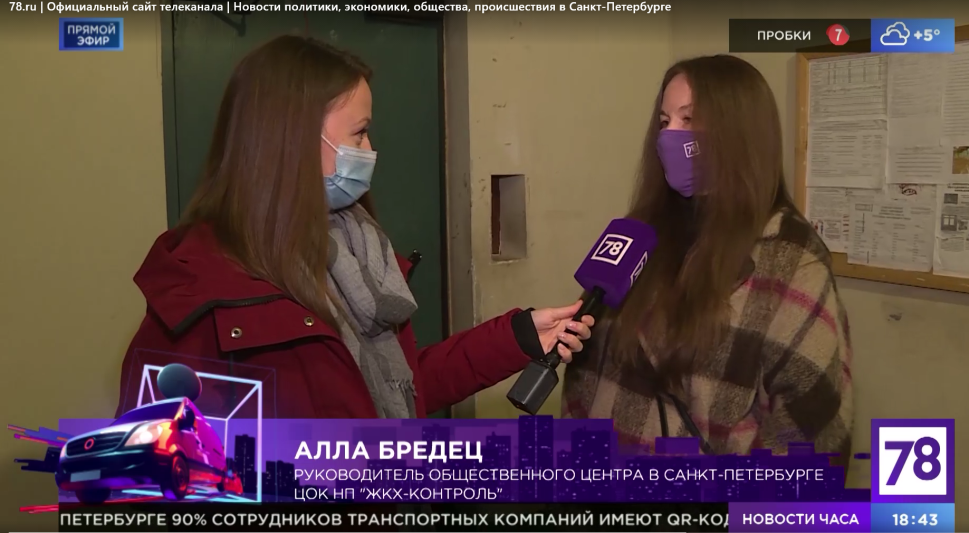 78.ru | Официальный сайт телеканала | Новости политики, экономики, общества, происшествия в Санкт-Петербурге
ПРЯМОЙ
ЭФИР
ПРОБКИ 7 +5°
78
78
АЛЛА БРЕДЕЦ
РУКОВОДИТЕЛЬ ОБЩЕСТВЕННОГО ЦЕНТРА В САНКТ-ПЕТЕРБУРГЕ
ЦОК НП "ЖКХ-КОНТРОЛЬ"
78
ПЕТЕРБУРГЕ 90% СОТРУДНИКОВ ТРАНСПОРТНЫХ КОМПАНИЙ ИМЕЮТ QR-КОД
НОВОСТИ ЧАСА
18:43